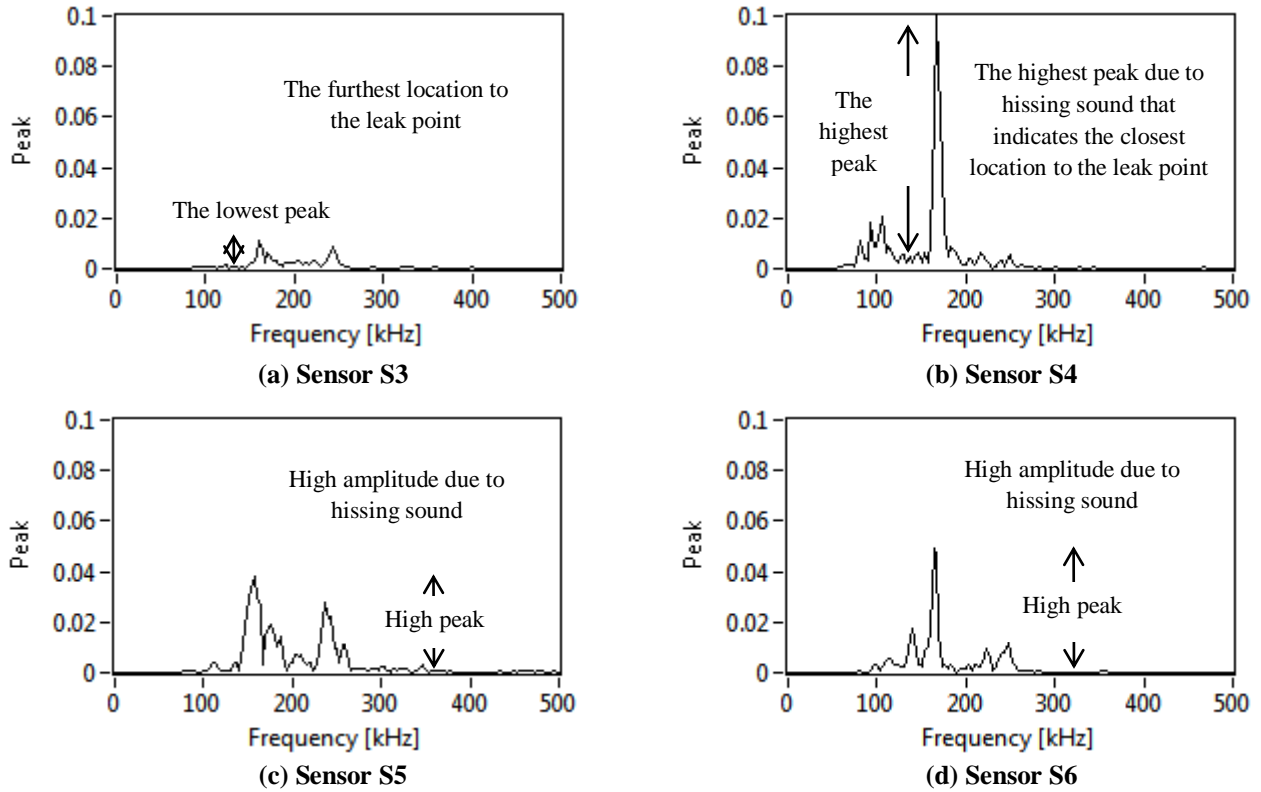 0.1
0.08
0.06
0.04
0.02
0
Peak
The furthest location to
the leak point
The lowest peak
0 100 200 300 400 500
Frequency [kHz]
(a) Sensor S3
0.1
0.08
0.06
0.04
0.02
0
Peak
The
highest
peak
The highest peak due to
hissing sound that
indicates the closest
location to the leak point
0 100 200 300 400 500
Frequency [kHz]
(b) Sensor S4
0.1
0.08
0.06
0.04
0.02
0
Peak
High amplitude due to
hissing sound
High peak
0 100 200 300 400 500
Frequency [kHz]
(c) Sensor S5
0.1
0.08
0.06
0.04
0.02
0
Peak
High amplitude due to
hissing sound
High peak
0 100 200 300 400 500
Frequency [kHz]
(d) Sensor S6